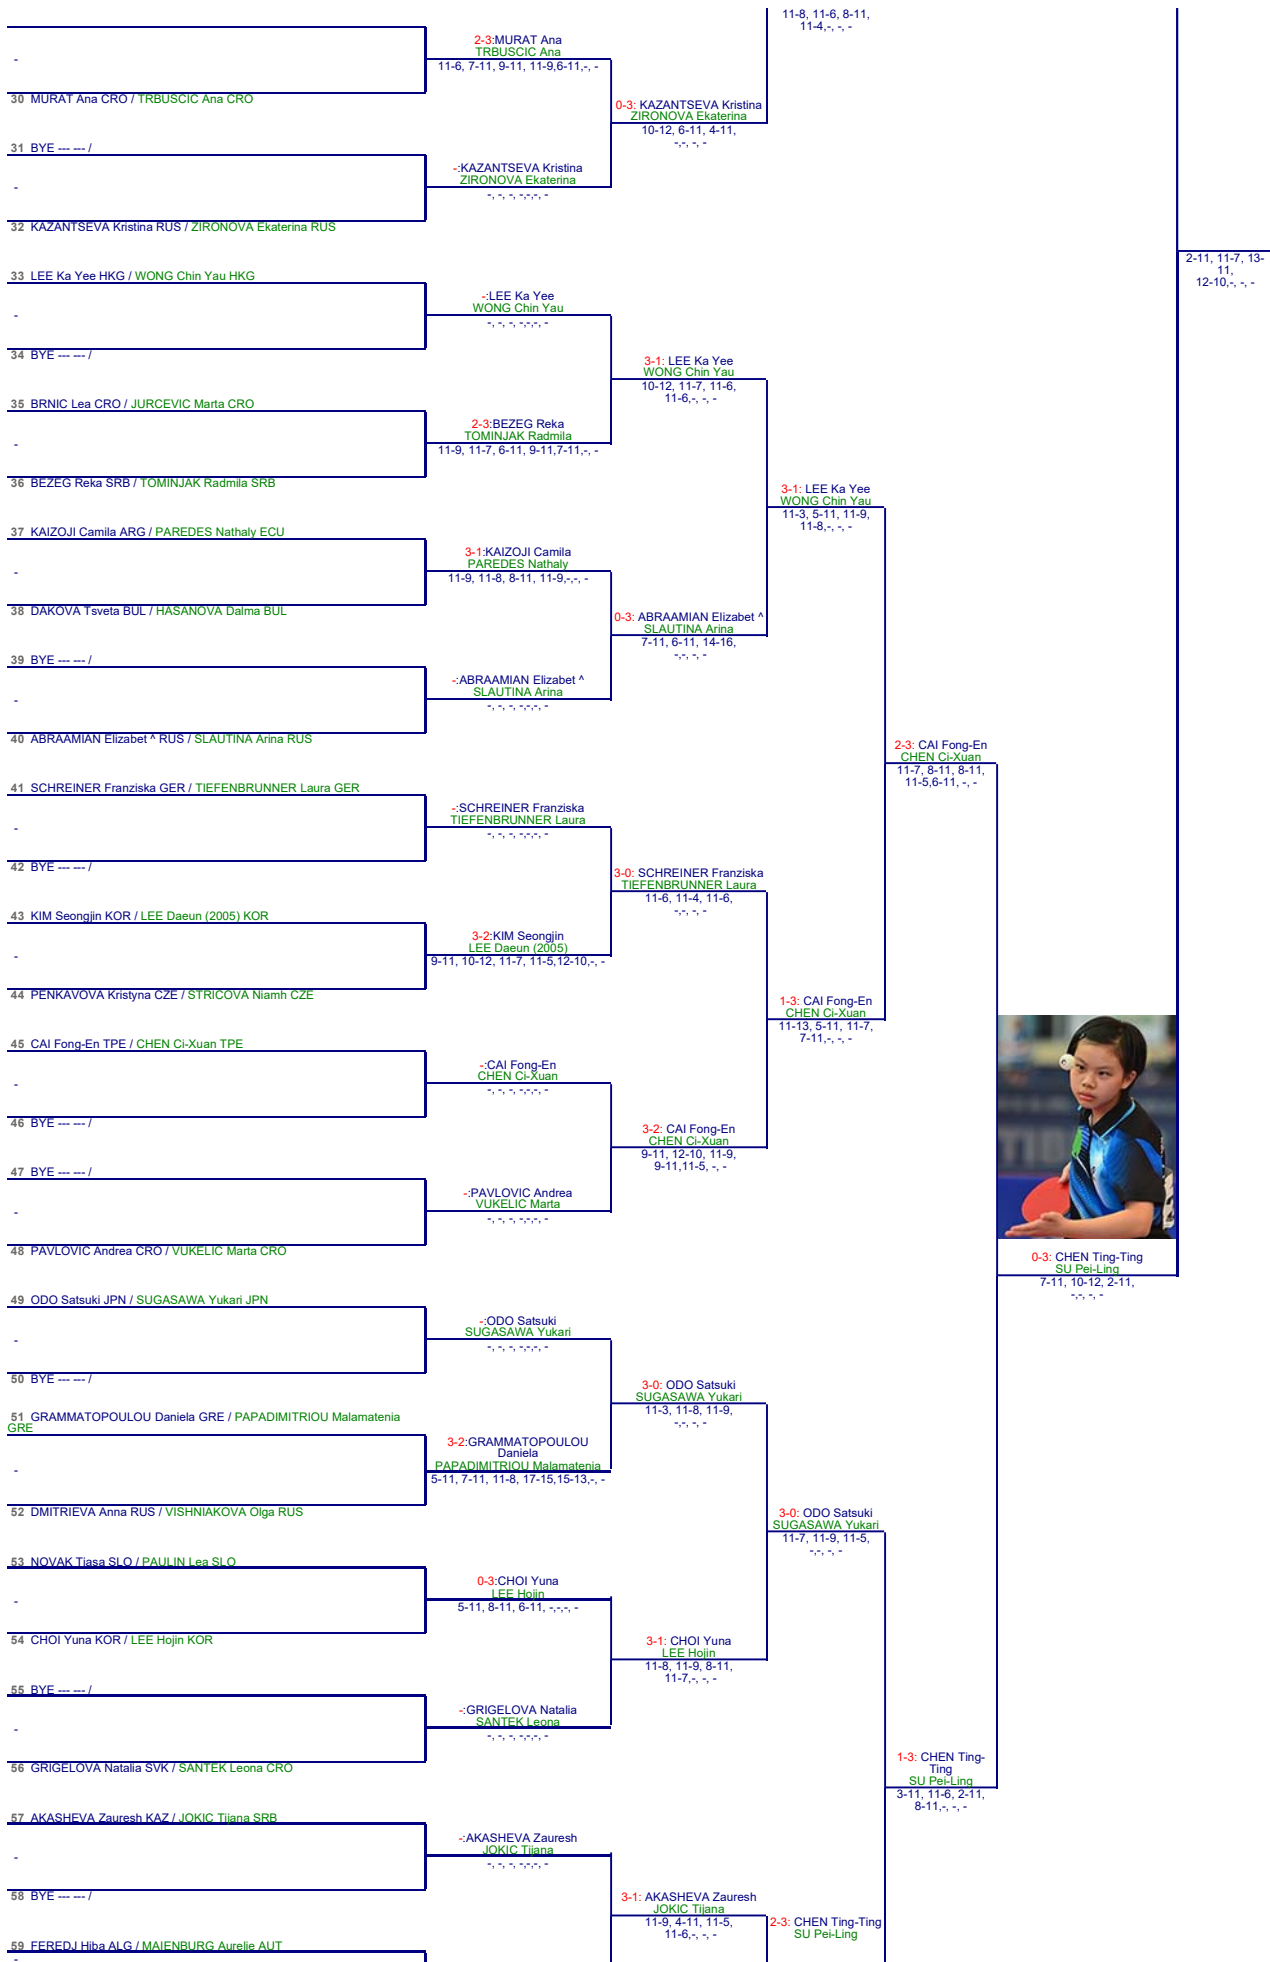 11-8, 11-6, 8-11,
11-4,-, -, -
2-3:MURAT Ana
TRBUSCIC Ana
-
11-6, 7-11, 9-11, 11-9,6-11,-, -
30 MURAT Ana CRO / TRBUSCIC Ana CRO
0-3: KAZANTSEVA Kristina
ZIRONOVA Ekaterina
10-12, 6-11, 4-11,
-,-, -, -
31 BYE --- --- /
-:KAZANTSEVA Kristina
ZIRONOVA Ekaterina
-
-, -, -, -,-,-, -
32 KAZANTSEVA Kristina RUS / ZIRONOVA Ekaterina RUS
2-11, 11-7, 13-
11,
12-10,-, -, -
33 LEE Ka Yee HKG / WONG Chin Yau HKG
-:LEE Ka Yee
WONG Chin Yau
-
-, -, -, -,-,-, -
34 BYE --- --- /
3-1: LEE Ka Yee
WONG Chin Yau
10-12, 11-7, 11-6,
11-6,-, -, -
35 BRNIC Lea CRO / JURCEVIC Marta CRO
2-3:BEZEG Reka
TOMINJAK Radmila
-
11-9, 11-7, 6-11, 9-11,7-11,-, -
36 BEZEG Reka SRB / TOMINJAK Radmila SRB
3-1: LEE Ka Yee
WONG Chin Yau
11-3, 5-11, 11-9,
11-8,-, -, -
37 KAIZOJI Camila ARG / PAREDES Nathaly ECU
3-1:KAIZOJI Camila
PAREDES Nathaly
-
11-9, 11-8, 8-11, 11-9,-,-, -
38 DAKOVA Tsveta BUL / HASANOVA Dalma BUL
0-3: ABRAAMIAN Elizabet ^
SLAUTINA Arina
7-11, 6-11, 14-16,
-,-, -, -
39 BYE --- --- /
-:ABRAAMIAN Elizabet ^
SLAUTINA Arina
-
-, -, -, -,-,-, -
40 ABRAAMIAN Elizabet ^ RUS / SLAUTINA Arina RUS
2-3: CAI Fong-En
CHEN Ci-Xuan
11-7, 8-11, 8-11,
11-5,6-11, -, -
41 SCHREINER Franziska GER / TIEFENBRUNNER Laura GER
-:SCHREINER Franziska
TIEFENBRUNNER Laura
-
-, -, -, -,-,-, -
42 BYE --- --- /
3-0: SCHREINER Franziska
TIEFENBRUNNER Laura
11-6, 11-4, 11-6,
-,-, -, -
43 KIM Seongjin KOR / LEE Daeun (2005) KOR
3-2:KIM Seongjin
LEE Daeun (2005)
-
9-11, 10-12, 11-7, 11-5,12-10,-, -
44 PENKAVOVA Kristyna CZE / STRICOVA Niamh CZE
1-3: CAI Fong-En
CHEN Ci-Xuan
11-13, 5-11, 11-7,
7-11,-, -, -
45 CAI Fong-En TPE / CHEN Ci-Xuan TPE
-:CAI Fong-En
CHEN Ci-Xuan
-
-, -, -, -,-,-, -
46 BYE --- --- /
3-2: CAI Fong-En
CHEN Ci-Xuan
9-11, 12-10, 11-9,
9-11,11-5, -, -
47 BYE --- --- /
-:PAVLOVIC Andrea
VUKELIC Marta
-
-, -, -, -,-,-, -
48 PAVLOVIC Andrea CRO / VUKELIC Marta CRO
0-3: CHEN Ting-Ting
SU Pei-Ling
7-11, 10-12, 2-11,
-,-, -, -
49 ODO Satsuki JPN / SUGASAWA Yukari JPN
-:ODO Satsuki
SUGASAWA Yukari
-
-, -, -, -,-,-, -
50 BYE --- --- /
3-0: ODO Satsuki
SUGASAWA Yukari
11-3, 11-8, 11-9,
-,-, -, -
51 GRAMMATOPOULOU Daniela GRE / PAPADIMITRIOU Malamatenia
GRE
3-2:GRAMMATOPOULOU
Daniela
PAPADIMITRIOU Malamatenia
-
5-11, 7-11, 11-8, 17-15,15-13,-, -
52 DMITRIEVA Anna RUS / VISHNIAKOVA Olga RUS
3-0: ODO Satsuki
SUGASAWA Yukari
11-7, 11-9, 11-5,
-,-, -, -
53 NOVAK Tiasa SLO / PAULIN Lea SLO
0-3:CHOI Yuna
LEE Hojin
-
5-11, 8-11, 6-11, -,-,-, -
54 CHOI Yuna KOR / LEE Hojin KOR
3-1: CHOI Yuna
LEE Hojin
11-8, 11-9, 8-11,
11-7,-, -, -
55 BYE --- --- /
-:GRIGELOVA Natalia
SANTEK Leona
-
-, -, -, -,-,-, -
56 GRIGELOVA Natalia SVK / SANTEK Leona CRO
1-3: CHEN Ting-
Ting
SU Pei-Ling
3-11, 11-6, 2-11,
8-11,-, -, -
57 AKASHEVA Zauresh KAZ / JOKIC Tijana SRB
-:AKASHEVA Zauresh
JOKIC Tijana
-
-, -, -, -,-,-, -
58 BYE --- --- /
3-1: AKASHEVA Zauresh
JOKIC Tijana
11-9, 4-11, 11-5,
11-6,-, -, -
2-3: CHEN Ting-Ting
SU Pei-Ling
59 FEREDJ Hiba ALG / MAIENBURG Aurelie AUT
-